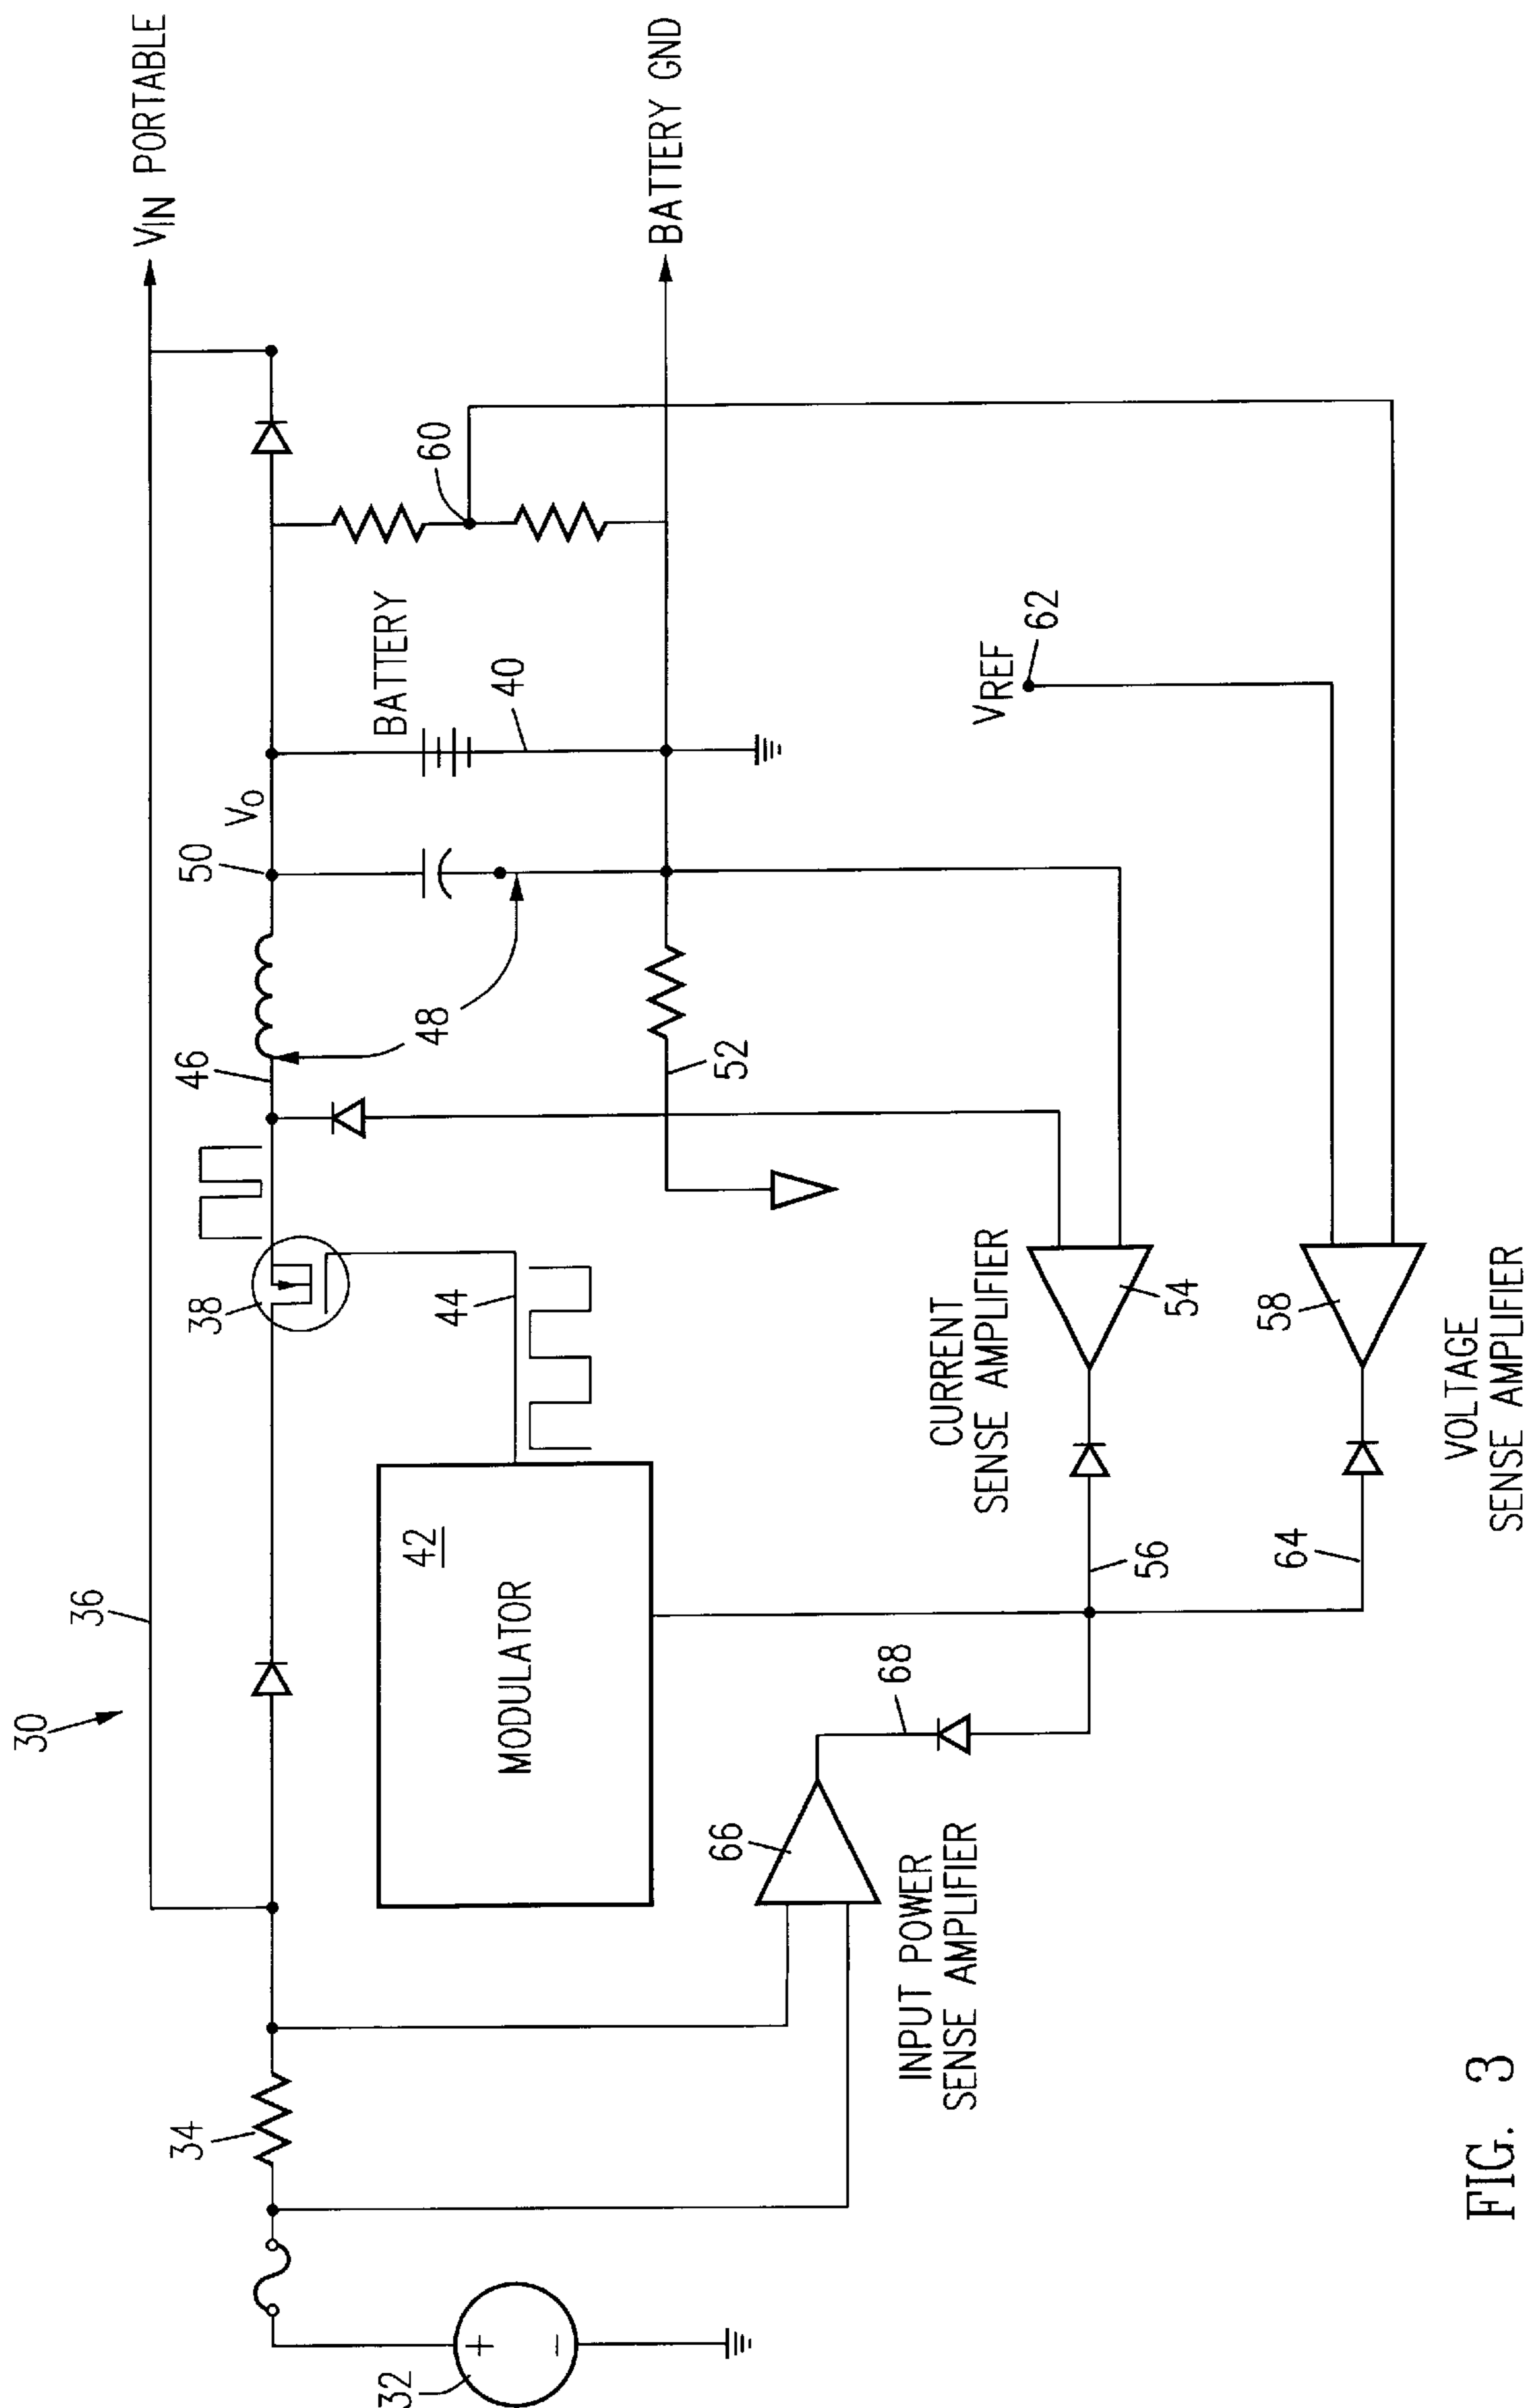 30
36
VIN PORTABLE
32
+
−
34
38
46
50
VO
48
BATTERY
40
60
BATTERY GND
42
MODULATOR
44
52
66
INPUT POWER
SENSE AMPLIFIER
68
56
CURRENT
SENSE AMPLIFIER
54
VREF
62
64
58
VOLTAGE
SENSE AMPLIFIER
FIG. 3